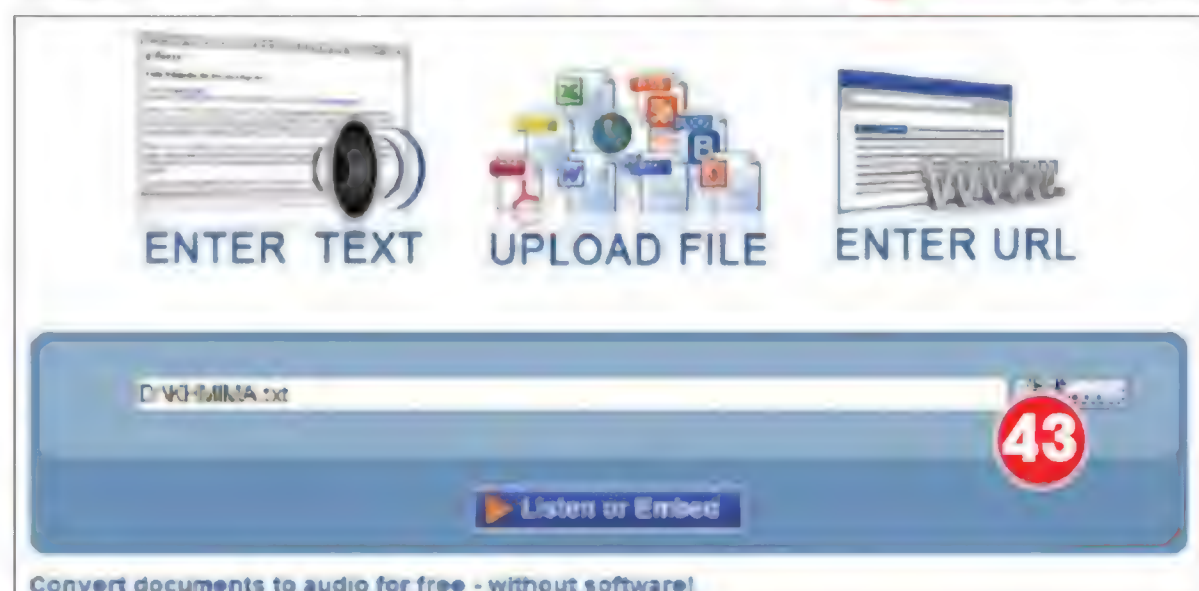 ENTER TEXT
UPLOAD FILE
ENTER URL
43
Listen or Embed
Convert documents to audio for free - without software!